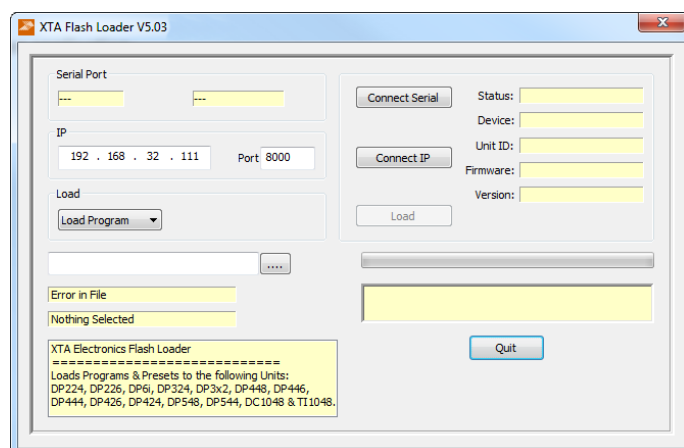 XTA Flash Loader V5.03
Serial Port
--- ---
IP
192 . 168 . 32 . 111 Port 8000
Load
Load Program
Connect Serial
Connect IP
Load
Status:
Device:
Unit ID:
Firmware:
Version:
....
Error in File
Nothing Selected
XTA Electronics Flash Loader
============================
Loads Programs & Presets to the following Units:
DP224, DP226, DP6i, DP324, DP3x2, DP448, DP446,
DP444, DP426, DP424, DP548, DP544, DC1048 & TI1048.
Quit